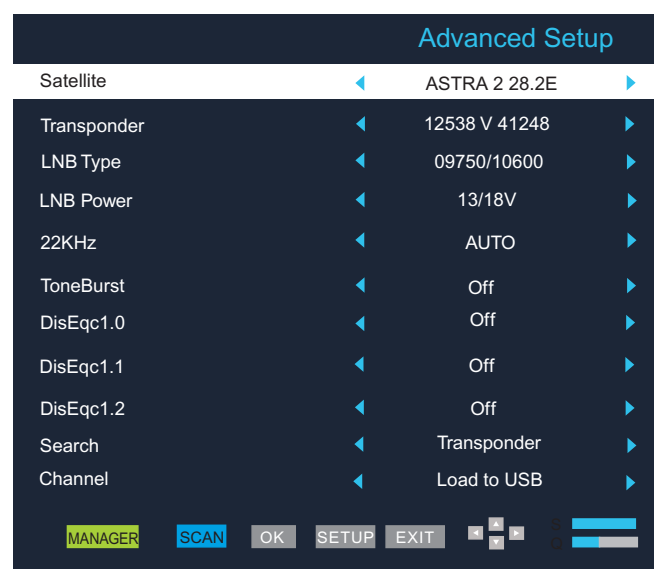 Advanced Setup
Satellite ASTRA 2 28.2E
Transponder 12538 V 41248
LNB Type 09750/10600
LNB Power 13/18V
22KHz AUTO
ToneBurst Off
DisEqc1.0 Off
DisEqc1.1 Off
DisEqc1.2 Off
Search Transponder
Channel Load to USB
MANAGER SCAN OK SETUP EXIT S
Q